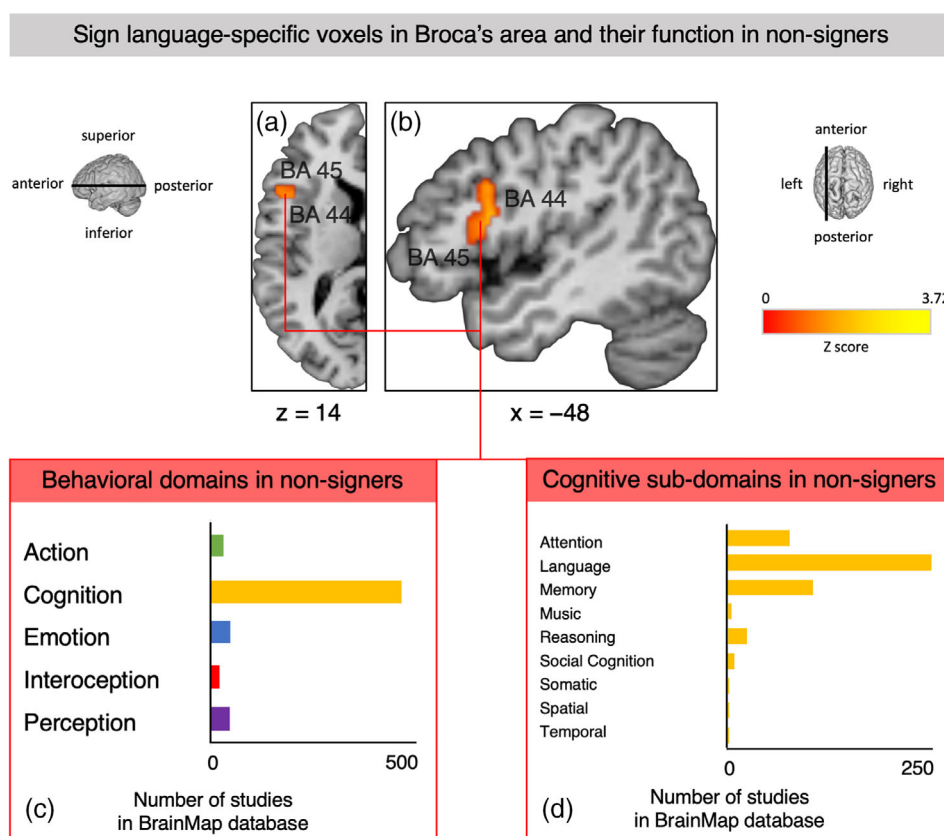 Sign language-specific voxels in Broca's area and their function in non-signers
superior
anterior
posterior
inferior
(a)
BA 45
BA 44
z = 14
(b)
BA 44
BA 45
x = −48
anterior
left
right
posterior
0
3.72
Z score
Behavioral domains in non-signers
Action
Cognition
Emotion
Interoception
Perception
0
500
(c)
Number of studies
in BrainMap database
Cognitive sub-domains in non-signers
Attention
Language
Memory
Music
Reasoning
Social Cognition
Somatic
Spatial
Temporal
0
250
(d)
Number of studies
in BrainMap database